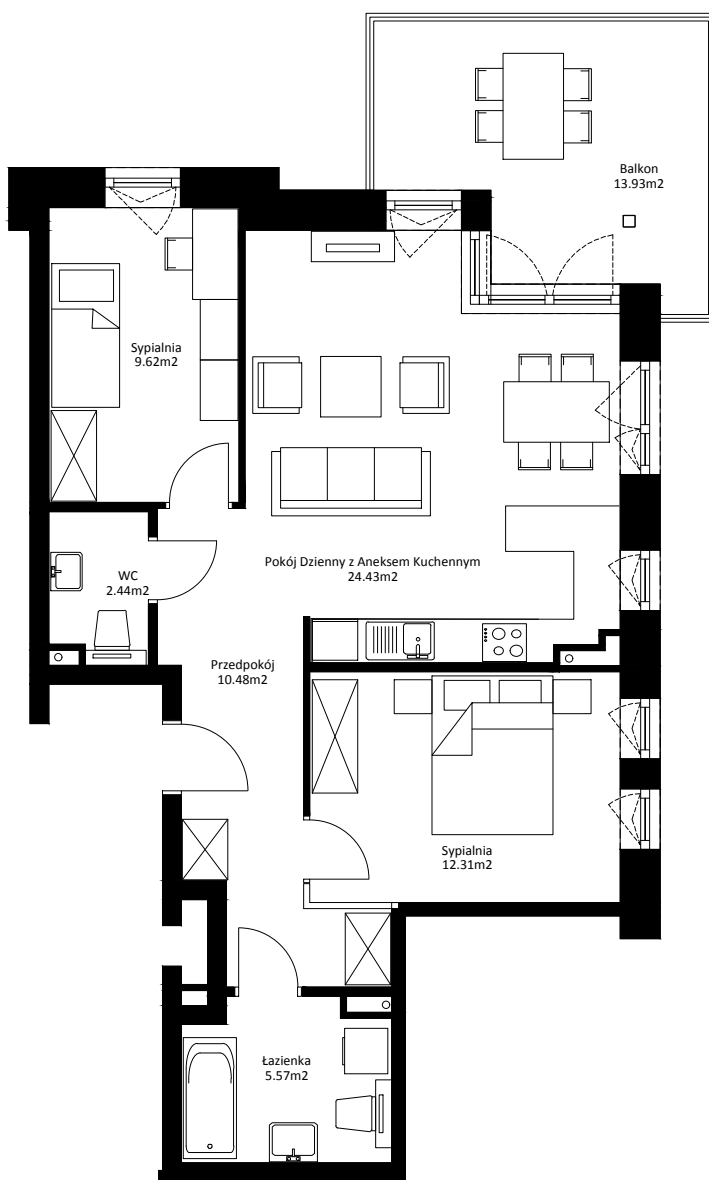 Balkon
13.93m2
Sypialnia
9.62m2
Pokój Dzienny z Aneksem Kuchennym
24.43m2
WC
2.44m2
Przedpokój
10.48m2
Sypialnia
12.31m2
Łazienka
5.57m2